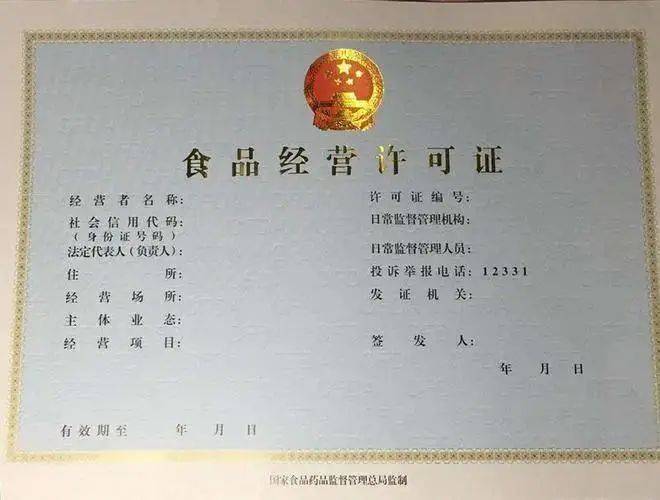 食品经营许可证
经营者名称:
社会信用代码:
(身份证号码)
法定代表人(负责人):
住所:
经营场所:
主体业态:
经营项目:
有效期至 年 月 日
许可证编号:
日常监督管理机构:
日常监督管理人员:
投诉举报电话:12331
发证机关:
签发人:
年 月 日
国家食品药品监督管理总局监制